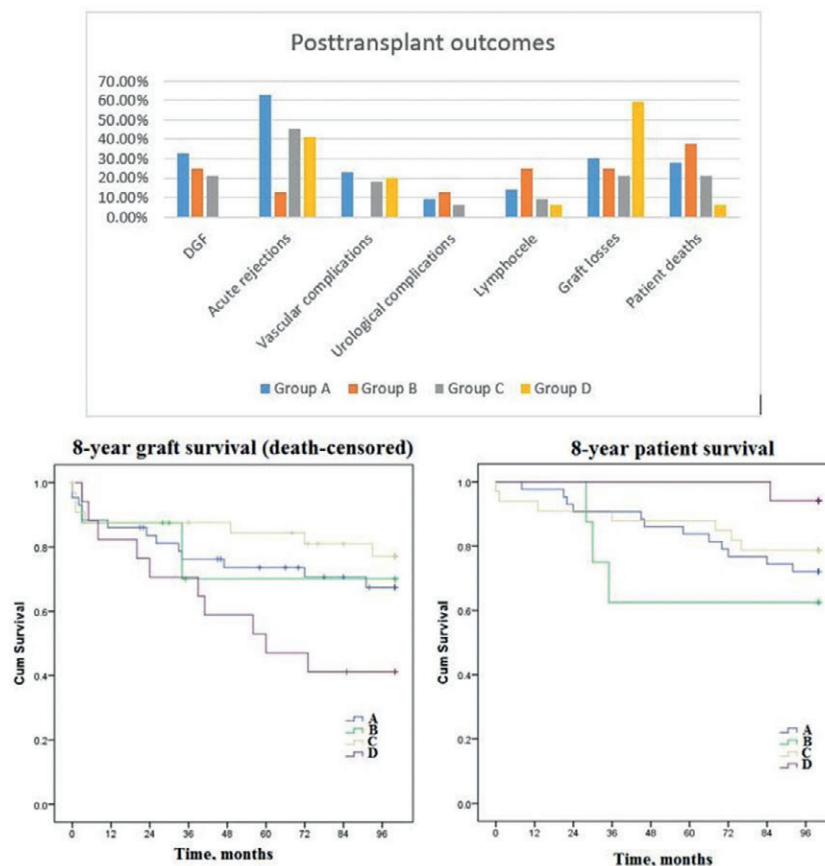 Posttransplant outcomes
70.00%
60.00%
50.00%
40.00%
30.00%
20.00%
10.00%
0.00%
DGF
Acute rejections
Vascular complications
Urological complications
Lymphocele
Graft losses
Patient deaths
Group A Group B Group C Group D
8-year graft survival (death-censored)
1.0
0.8
0.6
0.4
0.2
0.0
Cum Survival
A
B
C
D
0 12 24 36 48 60 72 84 96
Time, months
8-year patient survival
1.0
0.8
0.6
0.4
0.2
0.0
Cum Survival
A
B
C
D
0 12 24 36 48 60 72 84 96
Time, months